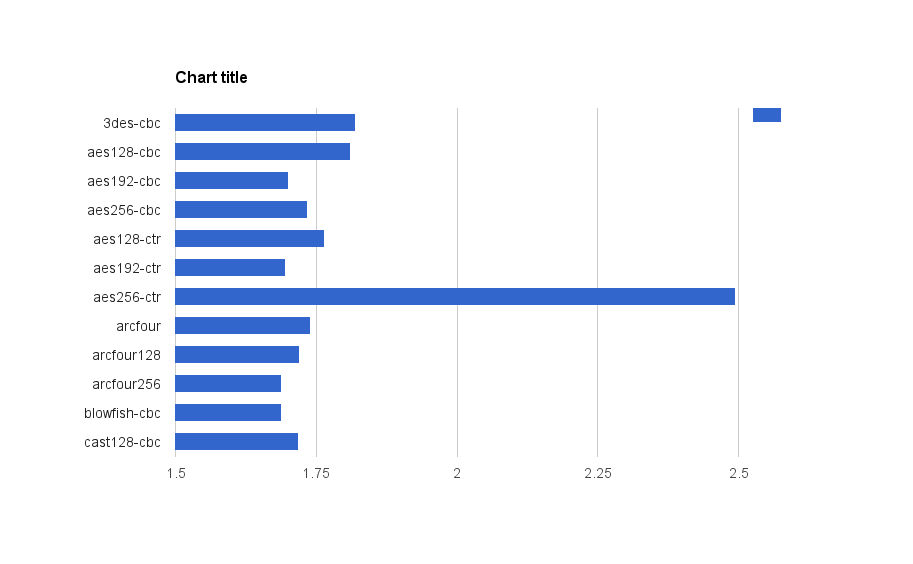 Chart title
3des-cbc
aes128-cbc
aes192-cbc
aes256-cbc
aes128-ctr
aes192-ctr
aes256-ctr
arcfour
arcfour128
arcfour256
blowfish-cbc
cast128-cbc
1.5 1.75 2 2.25 2.5